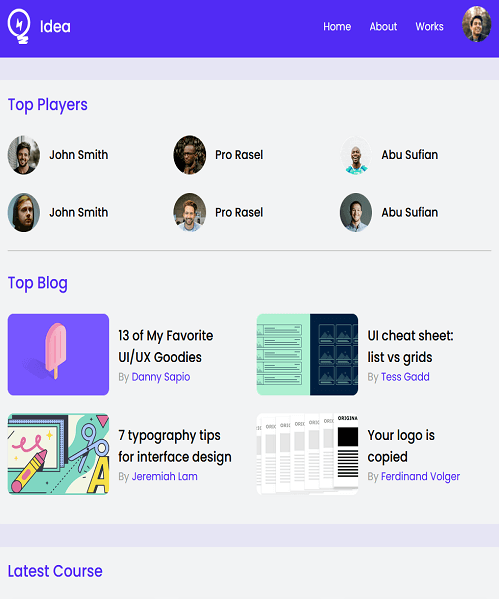 Idea
Home About Works
Top Players
John Smith Pro Rasel Abu Sufian
John Smith Pro Rasel Abu Sufian
Top Blog
13 of My Favorite
UI/UX Goodies
By Danny Sapio
UI cheat sheet:
list vs grids
By Tess Gadd
7 typography tips
for interface design
By Jeremiah Lam
A
ORIGINA
Your logo is
copied
By Ferdinand Volger
Latest Course